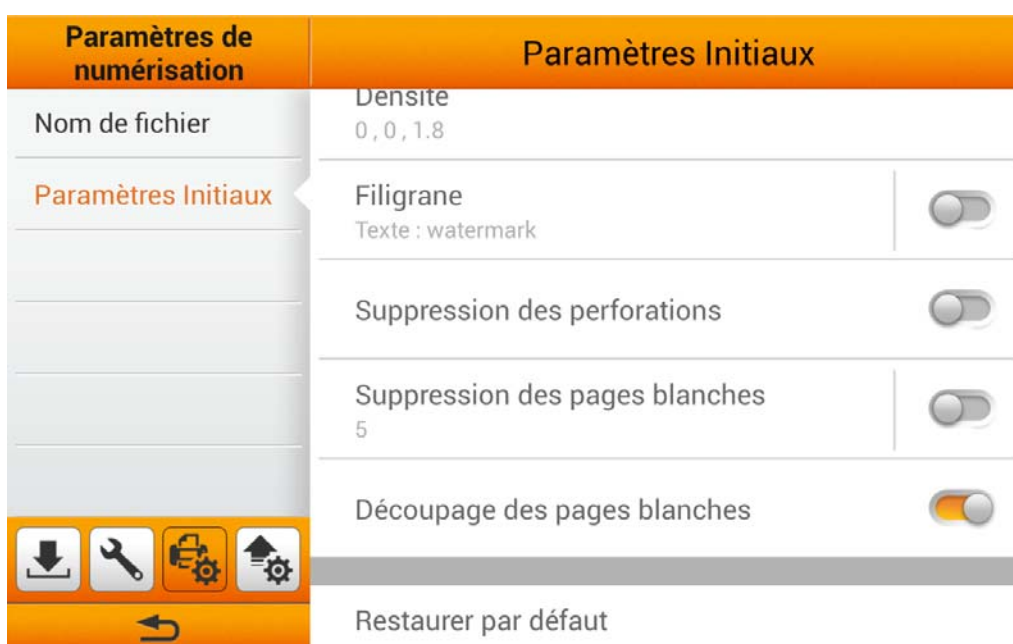 Paramètres de
numérisation
Paramètres Initiaux
Nom de fichier
Paramètres Initiaux
Densité
0 , 0 , 1.8
Filigrane
Texte : watermark
Suppression des perforations
Suppression des pages blanches
5
Découpage des pages blanches
Restaurer par défaut